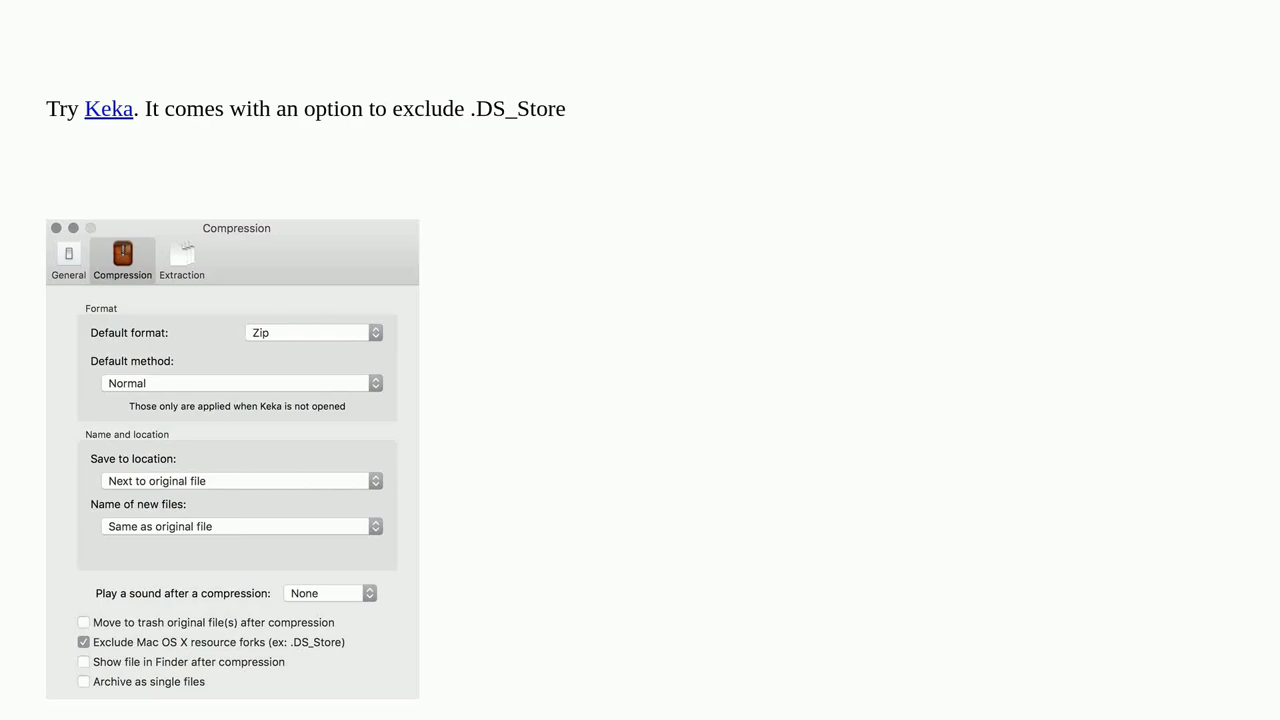 Try Keka. It comes with an option to exclude .DS_Store
Compression
General Compression Extraction
Format
Default format: Zip
Default method:
Normal
Those only are applied when Keka is not opened
Name and location
Save to location:
Next to original file
Name of new files:
Same as original file
Play a sound after a compression: None
Move to trash original file(s) after compression
Exclude Mac OS X resource forks (ex: .DS_Store)
Show file in Finder after compression
Archive as single files